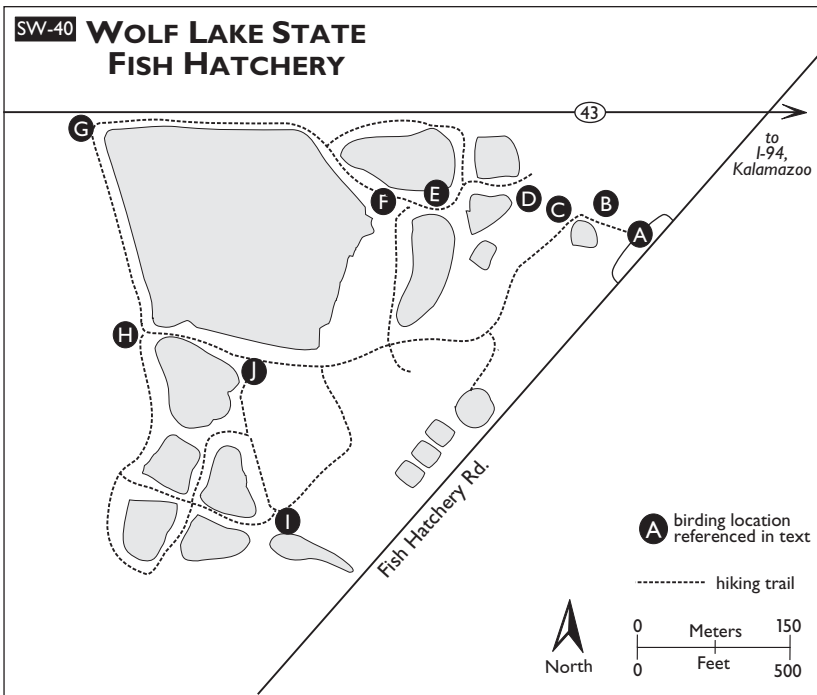 SW-40 WOLF LAKE STATE
FISH HATCHERY
43
to
I-94,
Kalamazoo
G
F
E
D
C
B
A
H
J
I
Fish Hatchery Rd.
A birding location
referenced in text
hiking trail
North
0 Meters 150
0 Feet 500